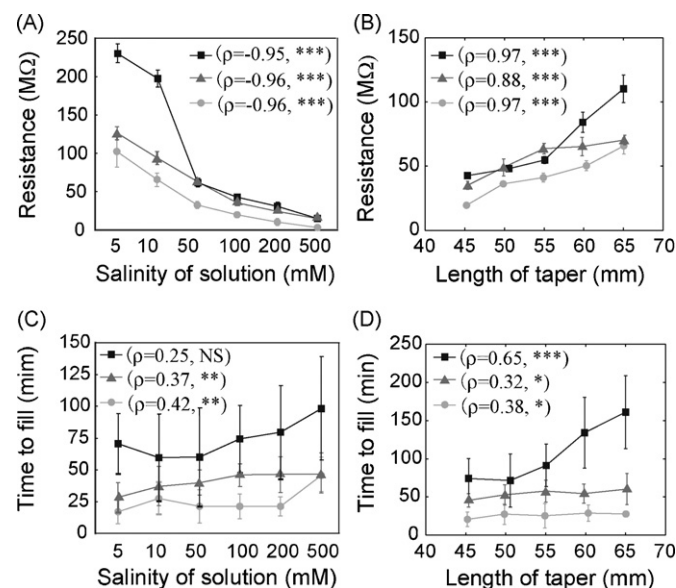 (A)
250
200
150
100
50
0
Resistance (MΩ)
(ρ=-0.95, ***)
(ρ=-0.96, ***)
(ρ=-0.96, ***)
5 10 50 100 200 500
Salinity of solution (mM)
(B)
150
100
50
0
Resistance (MΩ)
(ρ=0.97, ***)
(ρ=0.88, ***)
(ρ=0.97, ***)
40 45 50 55 60 65 70
Length of taper (mm)
(C)
150
125
100
75
50
25
0
Time to fill (mim)
(ρ=0.25, NS)
(ρ=0.37, **)
(ρ=0.42, **)
5 10 50 100 200 500
Salinity of solution (mM)
(D)
250
200
150
100
50
0
Time to fill (min)
(ρ=0.65, ***)
(ρ=0.32, *)
(ρ=0.38, *)
40 45 50 55 60 65 70
Length of taper (mm)